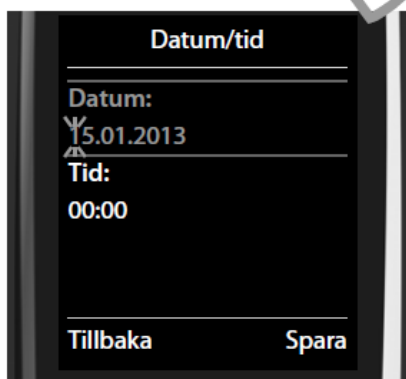 Datum/tid
Datum:
15.01.2013
Tid:
00:00
Tillbaka Spara